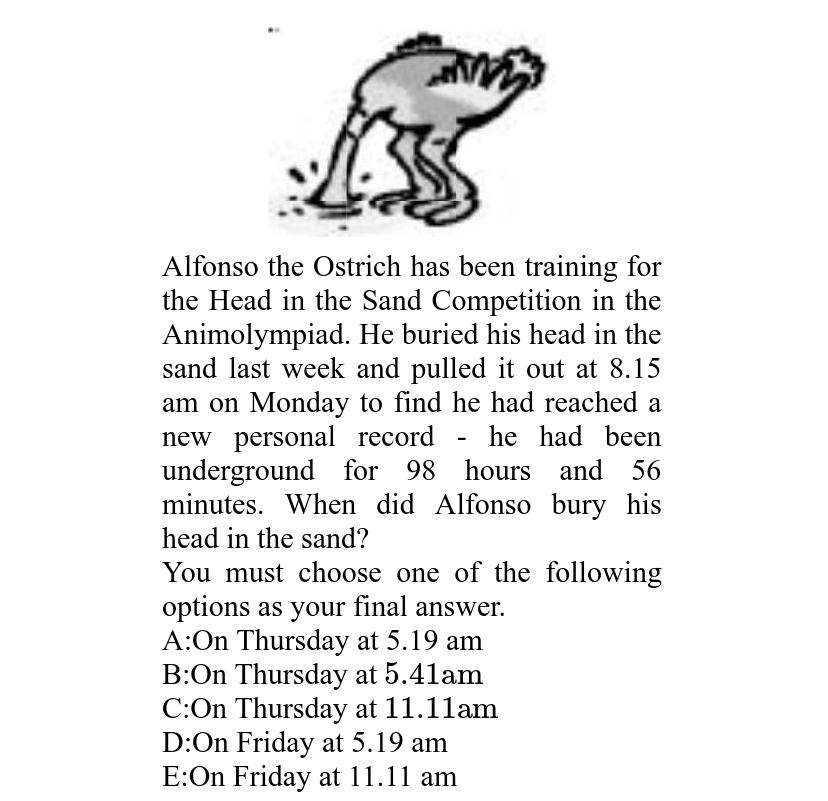 Alfonso the Ostrich has been training for
the Head in the Sand Competition in the
Animolympiad. He buried his head in the
sand last week and pulled it out at 8.15
am on Monday to find he had reached a
new personal record - he had been
underground for 98 hours and 56
minutes. When did Alfonso bury his
head in the sand?
You must choose one of the following
options as your final answer.
A:On Thursday at 5.19 am
B:On Thursday at 5.41am
C:On Thursday at 11.11am
D:On Friday at 5.19 am
E:On Friday at 11.11 am